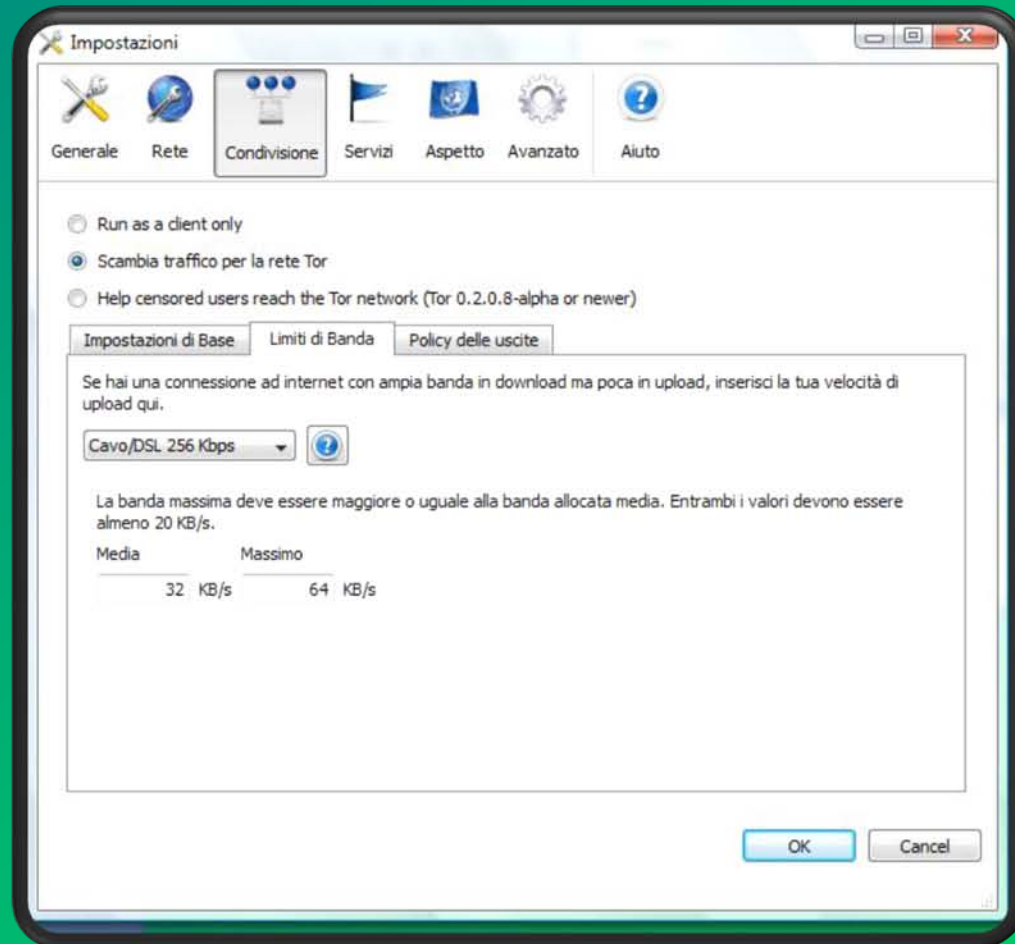 Impostazioni
Generale Rete Condivisione Servizi Aspetto Avanzato Aiuto
Run as a client only
Scambia traffico per la rete Tor
Help censored users reach the Tor network (Tor 0.2.0.8-alpha or newer)
Impostazioni di Base Limiti di Banda Policy delle uscite
Se hai una connessione ad internet con ampia banda in download ma poca in upload, inserisci la tua velocità di
upload qui.
Cavo/DSL 256 Kbps
La banda massima deve essere maggiore o uguale alla banda allocata media. Entrambi i valori devono essere
almeno 20 KB/s.
Media Massimo
32 KB/s 64 KB/s
OK Cancel